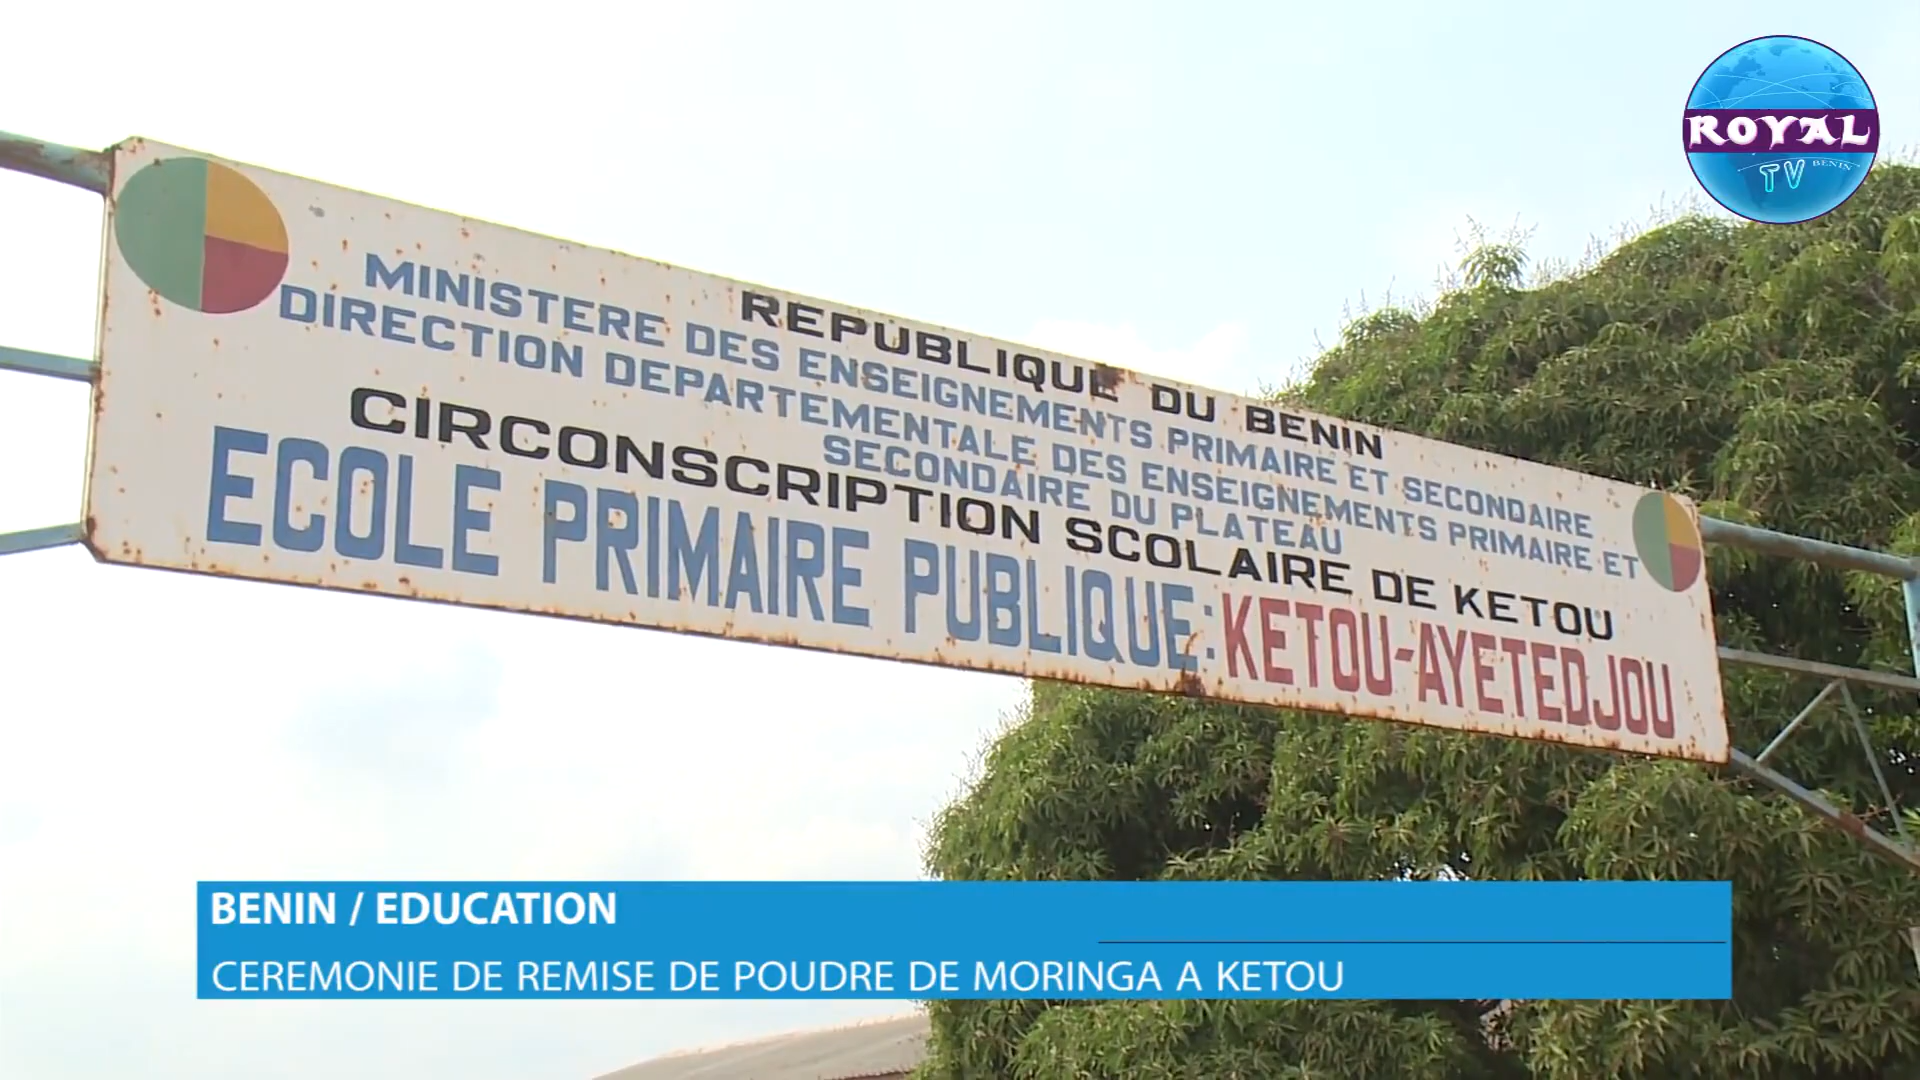 ROYAL
TV BENIN
REPUBLIQUE DU BENIN
MINISTERE DES ENSEIGNEMENTS PRIMAIRE ET SECONDAIRE
DIRECTION DEPARTEMENTALE DES ENSEIGNEMENTS PRIMAIRE ET
SECONDAIRE DU PLATEAU
CIRCONSCRIPTION SCOLAIRE DE KETOU
ECOLE PRIMAIRE PUBLIQUE: KETOU-AYETEDJOU
BENIN / EDUCATION
CEREMONIE DE REMISE DE POUDRE DE MORINGA A KETOU